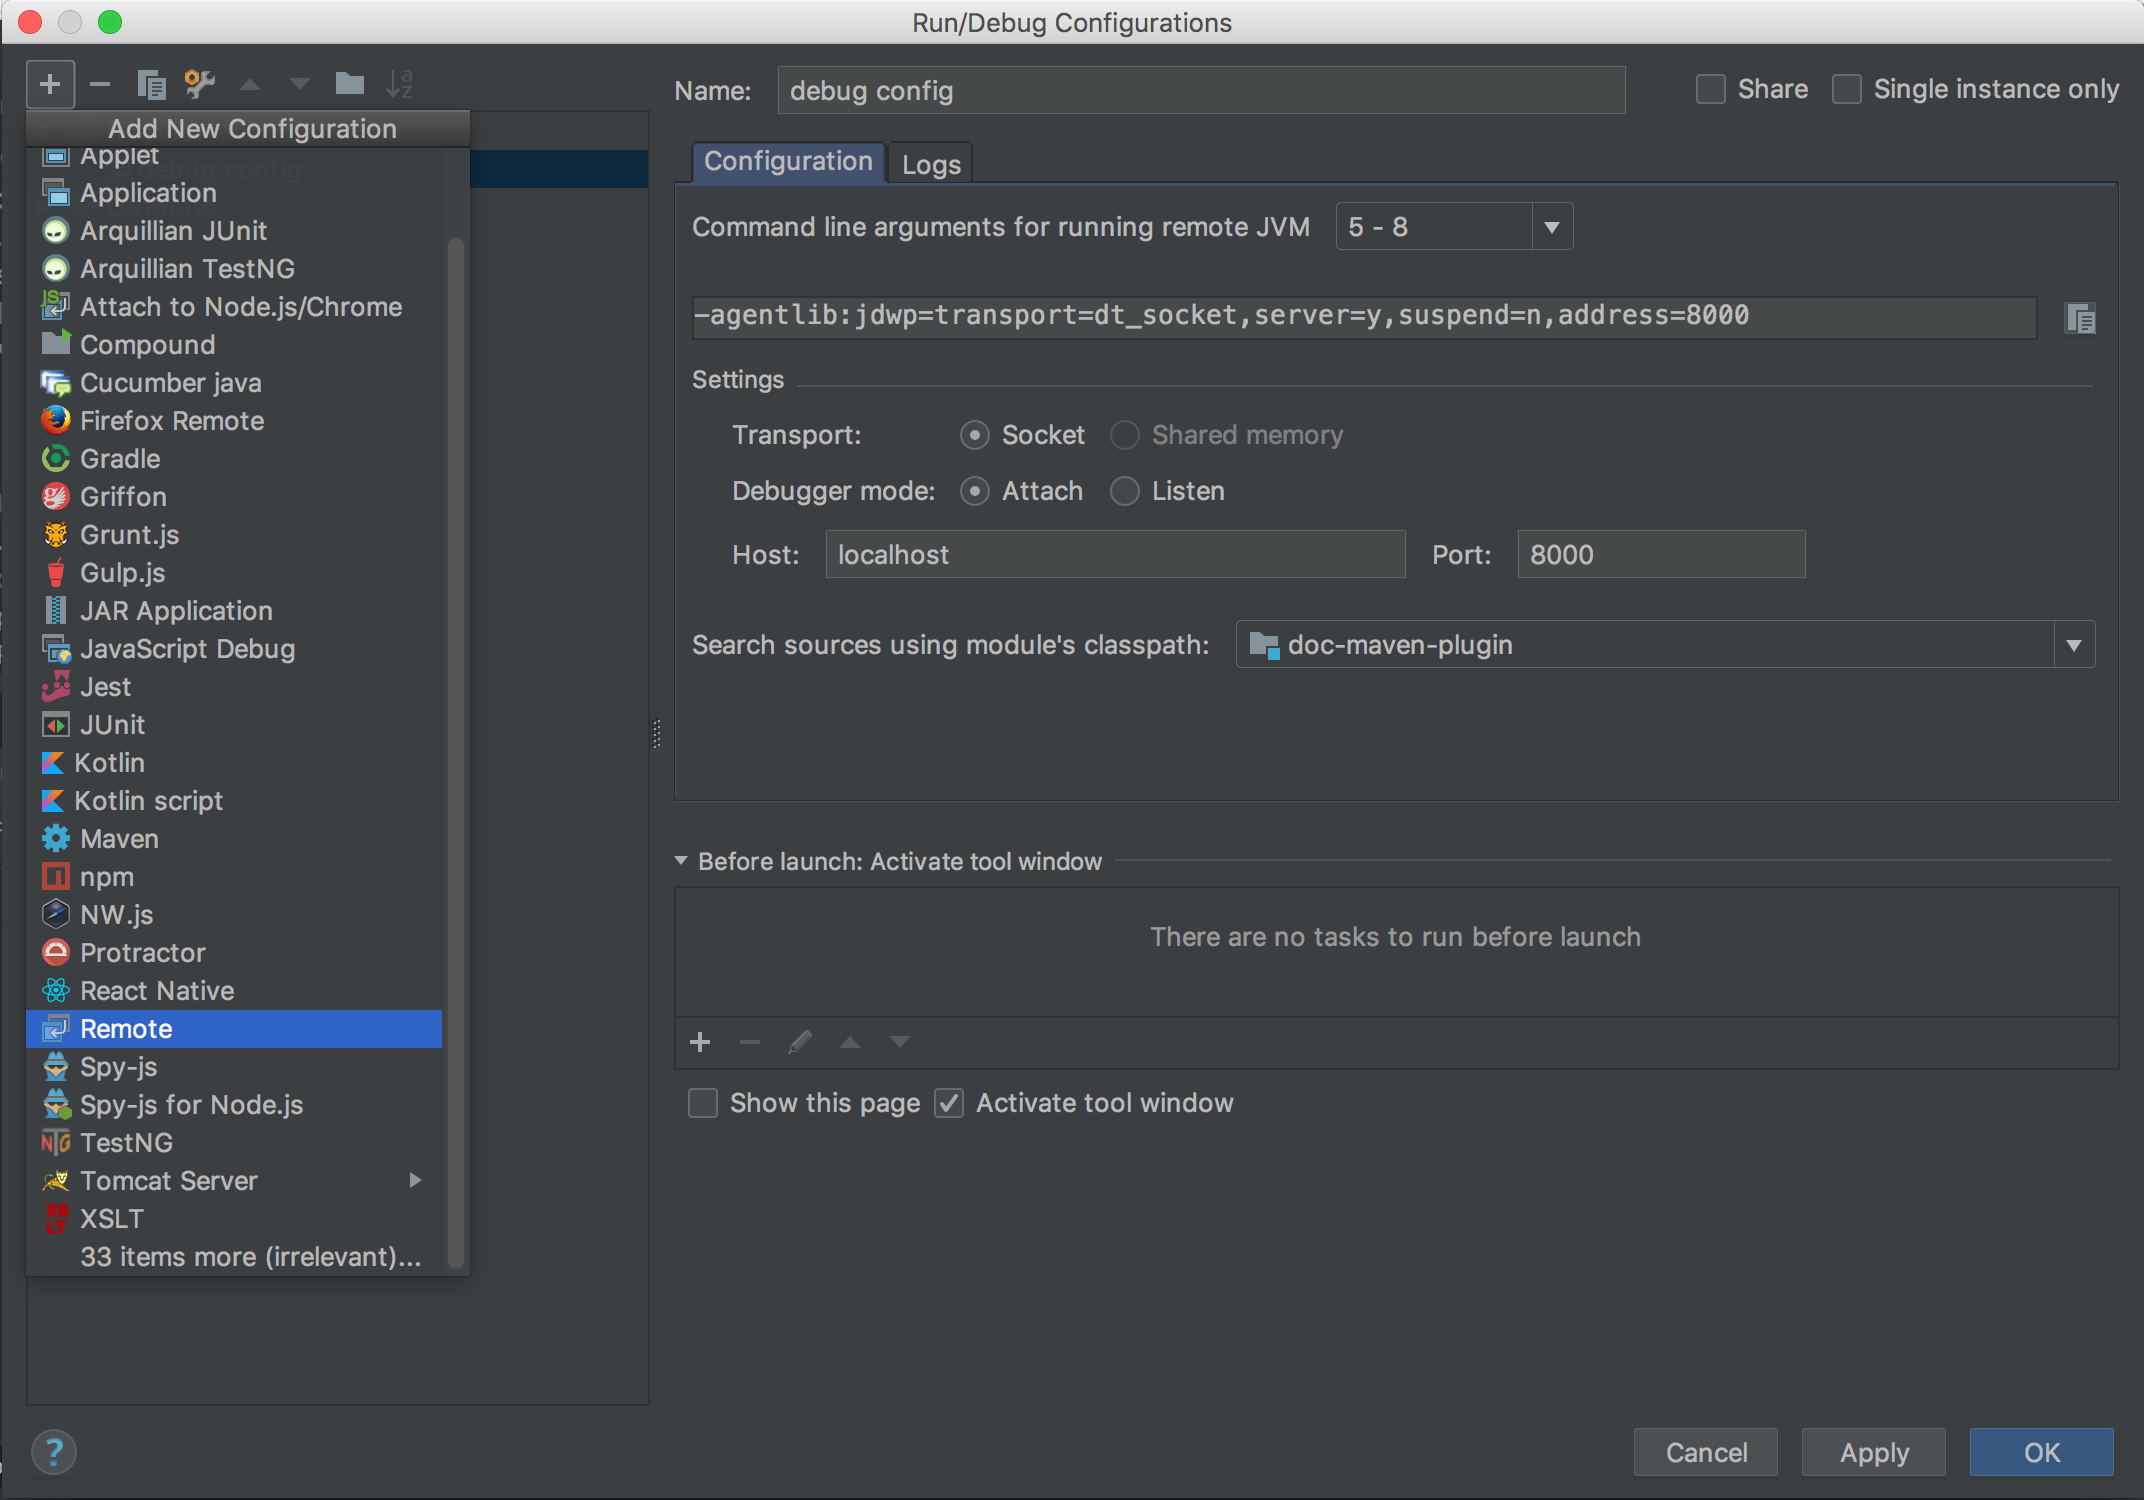 Run/Debug Configurations
Add New Configuration
Applet
debug config
Application
Arquillian JUnit
Arquillian TestNG
Attach to Node.js/Chrome
Compound
Cucumber java
Firefox Remote
Gradle
Griffon
Grunt.js
Gulp.js
JAR Application
JavaScript Debug
Jest
JUnit
Kotlin
Kotlin script
Maven
npm
NW.js
Protractor
React Native
Remote
Spy-js
Spy-js for Node.js
TestNG
Tomcat Server
XSLT
33 items more (irrelevant)...
Name: debug config Share Single instance only
Configuration Logs
Command line arguments for running remote JVM 5 - 8
-agentlib:jdwp=transport=dt_socket,server=y,suspend=n,address=8000
Settings
Transport: Socket Shared memory
Debugger mode: Attach Listen
Host: localhost Port: 8000
Search sources using module's classpath: doc-maven-plugin
Before launch: Activate tool window
There are no tasks to run before launch
Show this page Activate tool window
? Cancel Apply OK